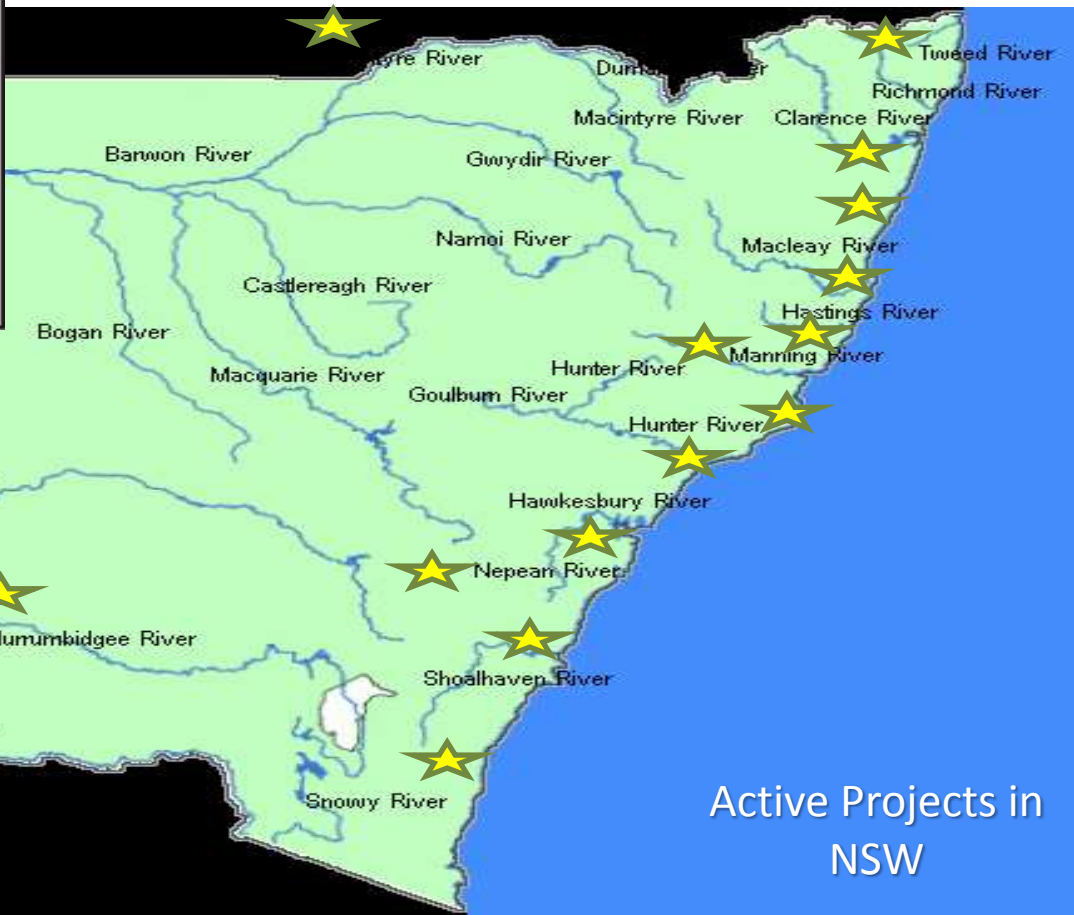 River
Tweed River
Richmond River
Macintyre River
Clarence River
Barwon River
Gwydir River
Namoi River
Macleay River
Castlereagh River
Hastings River
Bogan River
Manning River
Hunter River
Macquarie River
Goulburn River
Hunter River
Hawkesbury River
Nepean River
River
Shoalhaven River
Snowy River
Active Projects in
NSW